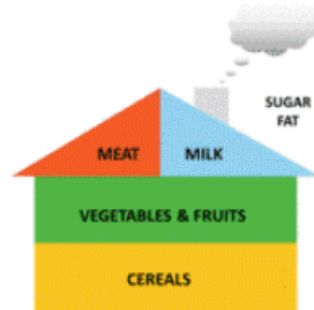 SUGAR
FAT
MEAT
MILK
VEGETABLES & FRUITS
CEREALS